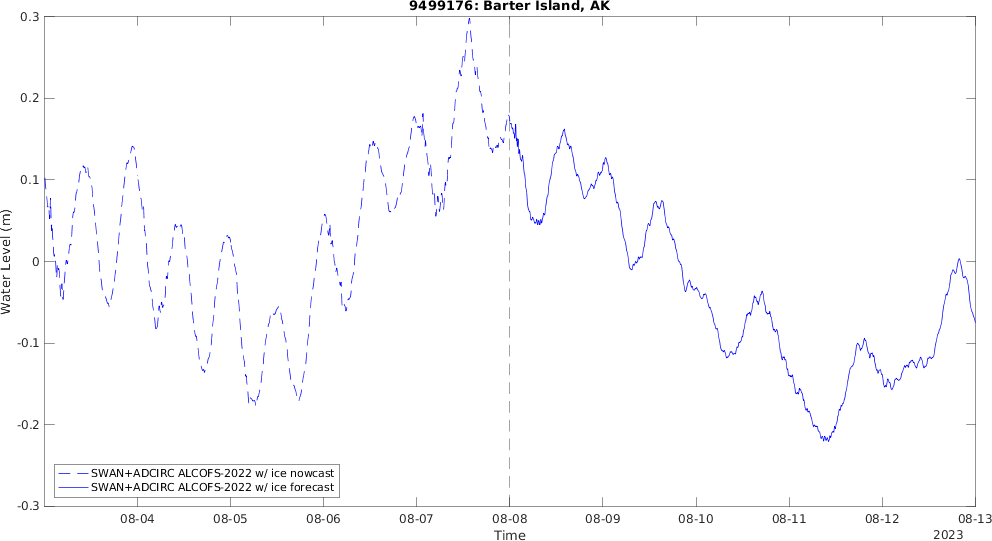 9499176: Barter Island, AK
0.3
0.2
0.1
0
-0.1
-0.2
-0.3
Water Level (m)
SWAN+ADCIRC ALCOFS-2022 w/ ice nowcast
SWAN+ADCIRC ALCOFS-2022 w/ ice forecast
08-04 08-05 08-06 08-07 08-08 08-09 08-10 08-11 08-12 08-13
Time
2023